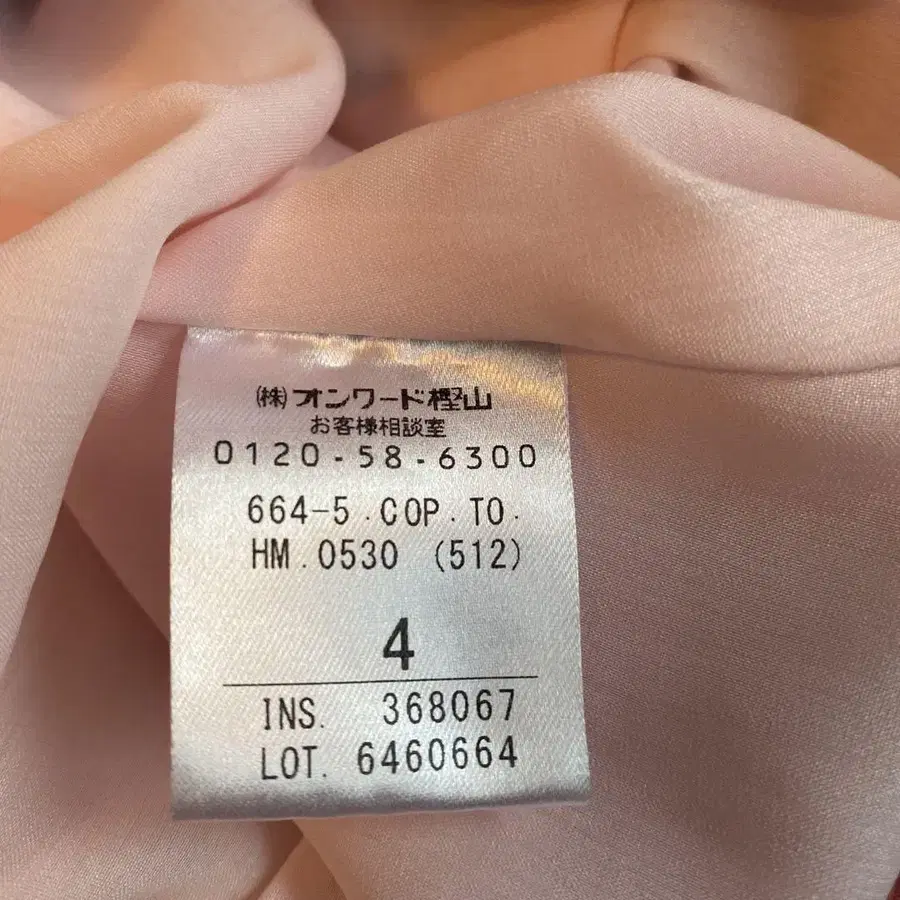 ㈱オンワード樫山
お客様相談室
0120-58-6300
664-5.COP.TO.
HM.0530 (512)
4
INS. 368067
LOT. 6460664